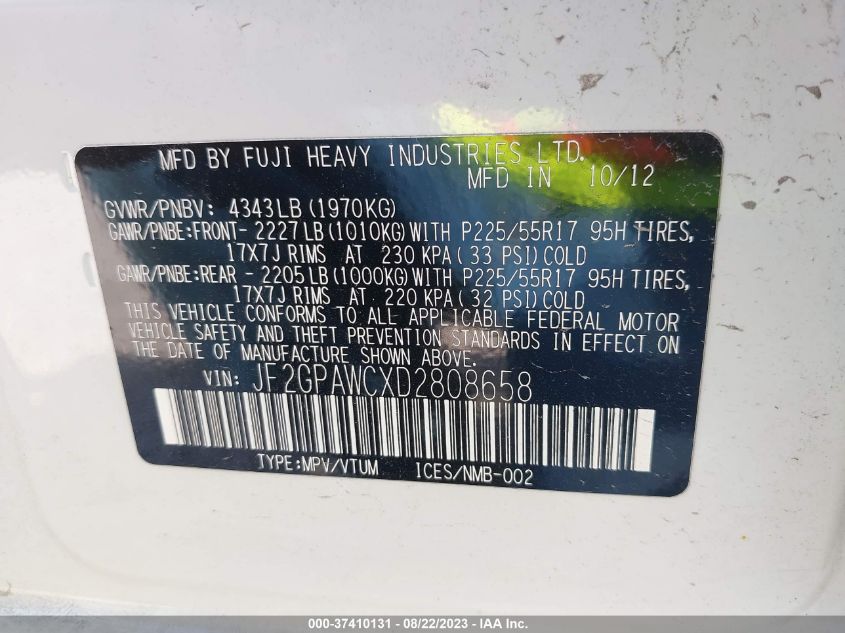 MFD BY FUJI HEAVY INDUSTRIES LTD.
MFD IN 10/12
GVWR/PNBV: 4343LB(1970KG)
GAWR/PNBE:FRONT- 2227LB(1010KG)WITH P225/55R17 95H TIRES,
17X7J RIMS AT 230 KPA(33 PSI)COLD
GAWR/PNBE:REAR - 2205LB(1000KG)WITH P225/55R17 95H TIRES,
17X7J RIMS AT 220 KPA(32 PSI)COLD
THIS VEHICLE CONFORMS TO ALL APPLICABLE FEDERAL MOTOR
VEHICLE SAFETY AND THEFT PREVENTION STANDARDS IN EFFECT ON
THE DATE OF MANUFACTURE SHOWN ABOVE.
VIN: JF2GPAWCXD2808658
TYPE:MPV/VTUM ICES/NMB-002
000-37410131 - 08/22/2023 - Copyright © IAA, Inc.